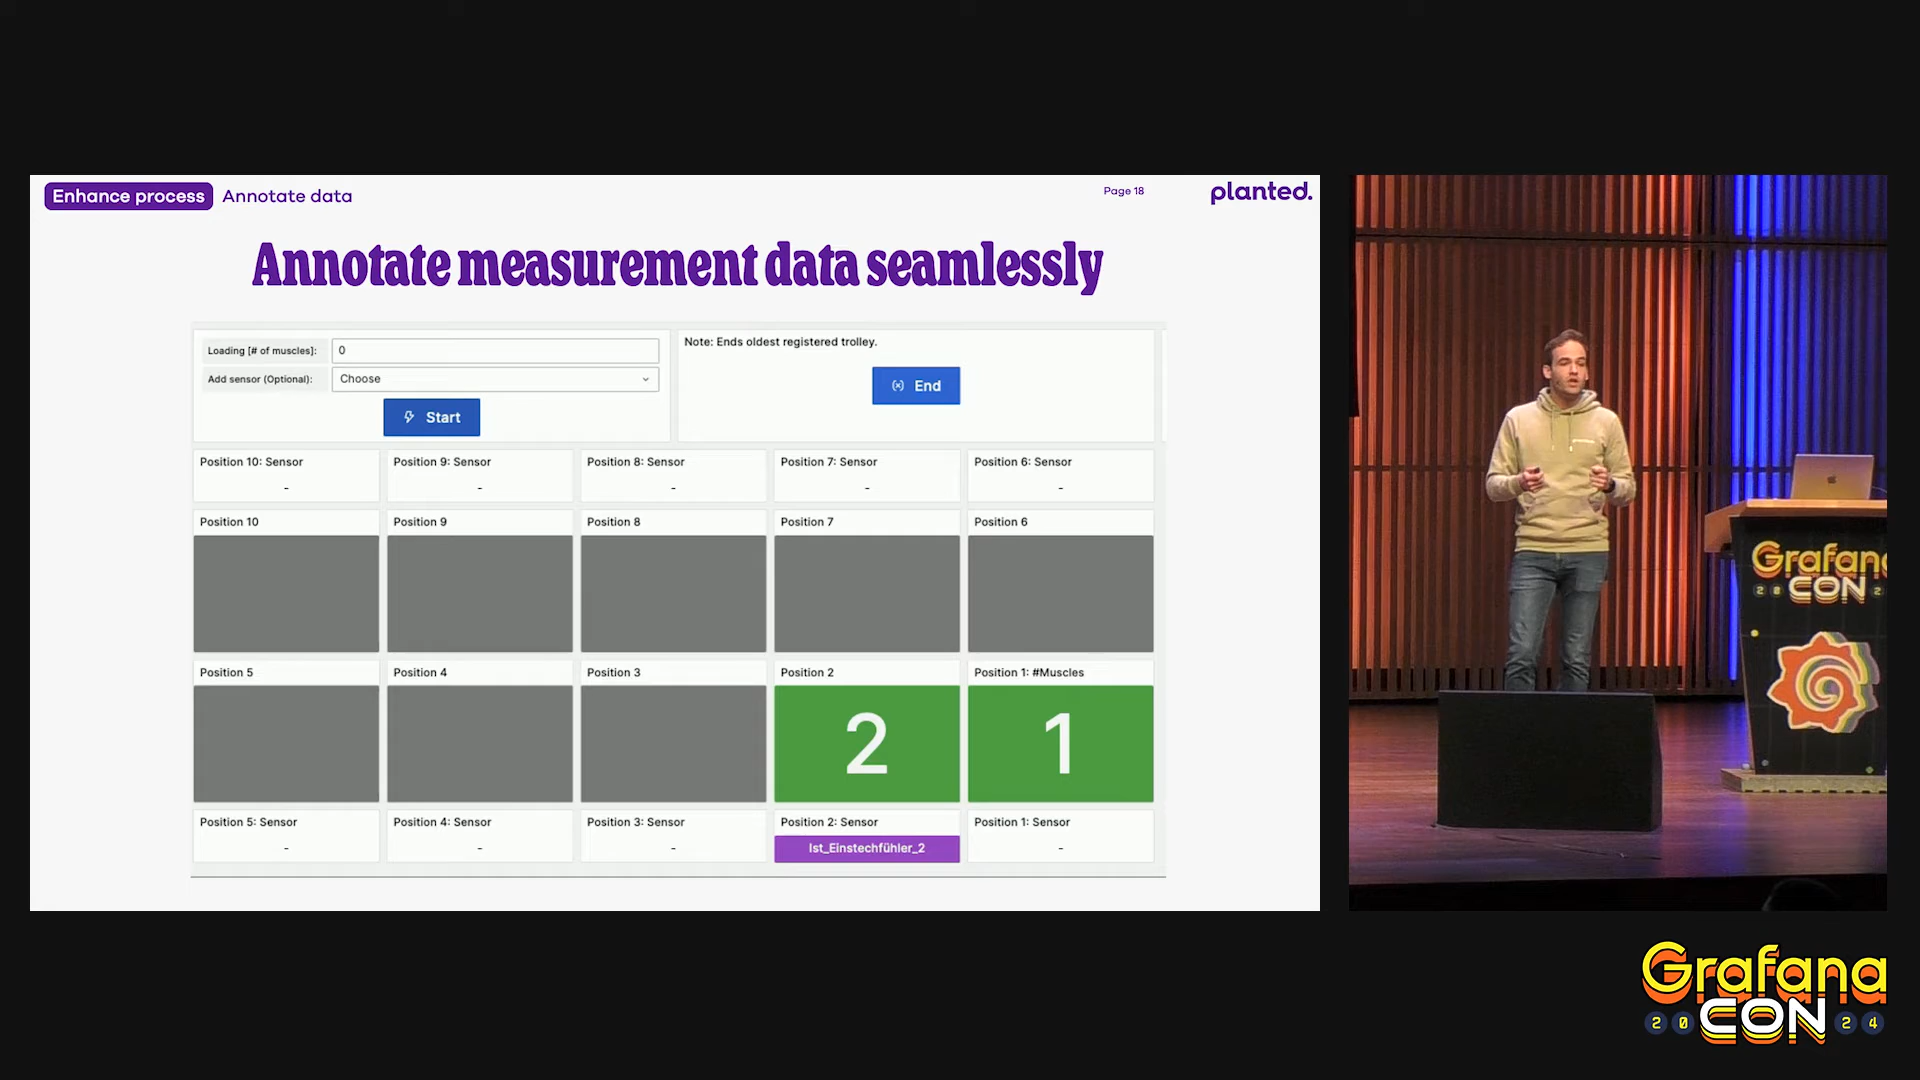 Enhance process Annotate data
Page 18
planted.
Annotate measurement data seamlessly
Loading [# of muscles]: 0
Add sensor (Optional): Choose
Start
Note: Ends oldest registered trolley.
End
Position 10: Sensor
-
Position 9: Sensor
-
Position 8: Sensor
-
Position 7: Sensor
-
Position 6: Sensor
-
Position 10
Position 9
Position 8
Position 7
Position 6
Position 5
Position 4
Position 3
Position 2
2
Position 1: #Muscles
1
Position 5: Sensor
-
Position 4: Sensor
-
Position 3: Sensor
-
Position 2: Sensor
Ist_Einstechfühler_2
Position 1: Sensor
-
Grafana
CON
2024
Grafana
CON
2024